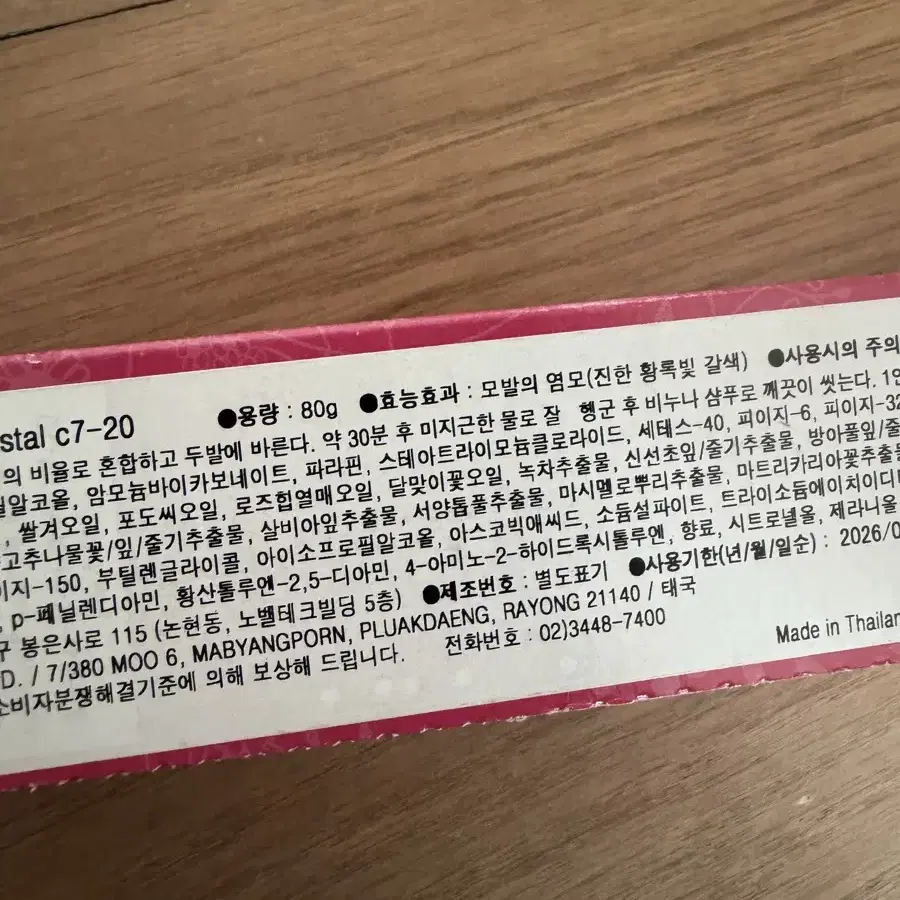 stal c7-20 ●용량 : 80g ●효능효과 : 모발의 염모(진한 황록빛 갈색) ●사용시의 주의
의 비율로 혼합하고 두발에 바른다. 약 30분 후 미지근한 물로 잘 헹군 후 비누나 샴푸로 깨끗이 씻는다. 1인
필알코올, 암모늄바이카보네이트, 파라핀, 스테아트라이모늄클로라이드, 세테스-40, 피이지-6, 피이지-32
, 쌀겨오일, 포도씨오일, 로즈힙열매오일, 달맞이꽃오일, 녹차추출물, 신선초잎/줄기추출물, 방아풀잎/줄
고추나물꽃/잎/줄기추출물, 살비아잎추출물, 서양톱풀추출물, 마시멜로뿌리추출물, 마트리카리아꽃추출물
이지-150, 부틸렌글라이콜, 아이소프로필알코올, 아스코빅애씨드, 소듐설파이트, 트라이소듐에이치이디
, p-페닐렌디아민, 황산톨루엔-2,5-디아민, 4-아미노-2-하이드록시톨루엔, 향료, 시트로넬올, 제라니올
구 봉은사로 115 (논현동, 노벨테크빌딩 5층) ●제조번호 : 별도표기 ●사용기한(년/월/일순) : 2026/0
D. / 7/380 MOO 6, MABYANGPORN, PLUAKDAENG, RAYONG 21140 / 태국
소비자분쟁해결기준에 의해 보상해 드립니다. 전화번호 : 02)3448-7400 Made in Thailan